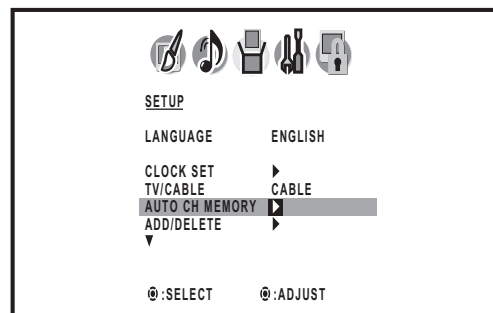 SETUP
LANGUAGE ENGLISH
CLOCK SET ▶
TV/CABLE CABLE
AUTO CH MEMORY ▶
ADD/DELETE ▶
▼
:SELECT :ADJUST